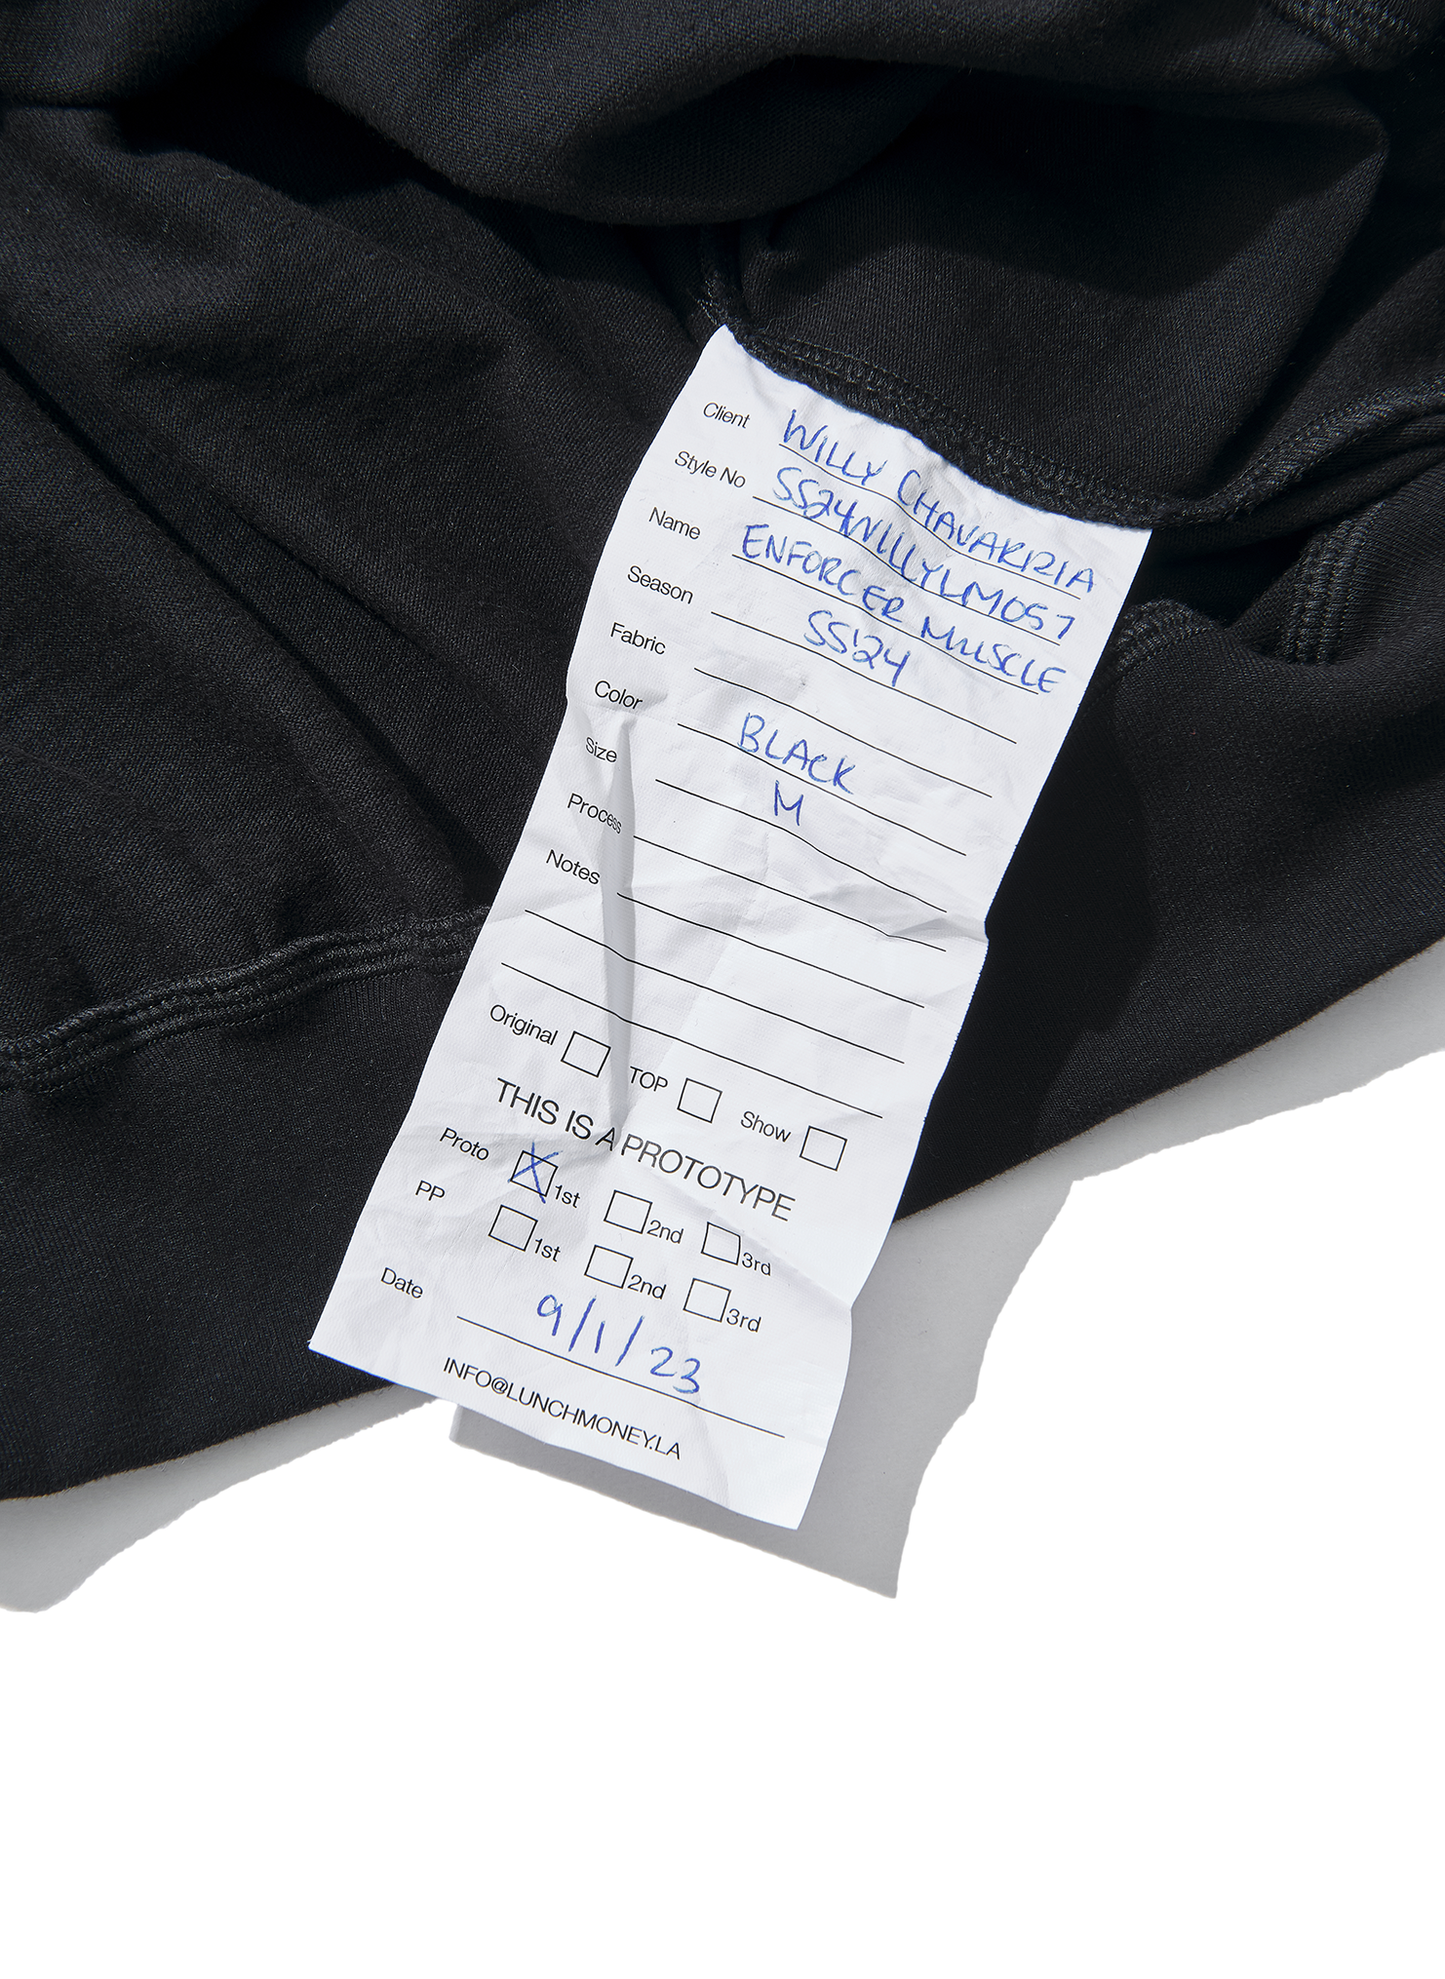 Client WILLY CHAVARRIA
Style No SS24WILLYLM057
Name ENFORCER MUSCLE
Season SS'24
Fabric
Color BLACK
Size M
Process
Notes
Original TOP Show
THIS IS A PROTOTYPE
Proto X 1st 2nd 3rd
PP 1st 2nd 3rd
Date 9/1/23
INFO@LUNCHMONEY.LA